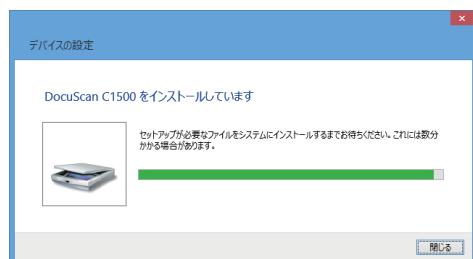 デバイスの設定
DocuScan C1500 をインストールしています
セットアップが必要なファイルをシステムにインストールするまでお待ちください。これには数分
かかる場合があります。
閉じる